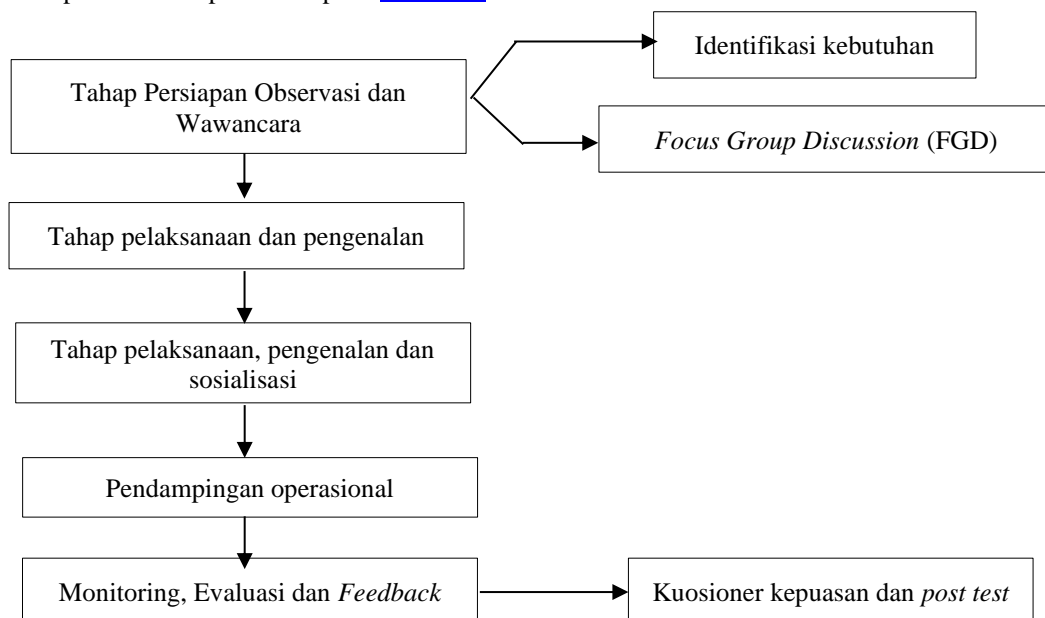 Identifikasi kebutuhan
Tahap Persiapan Observasi dan
Wawancara
Focus Group Discussion (FGD)
Tahap pelaksanaan dan pengenalan
Tahap pelaksanaan, pengenalan dan
sosialisasi
Pendampingan operasional
Monitoring, Evaluasi dan Feedback
Kuosioner kepuasan dan post test